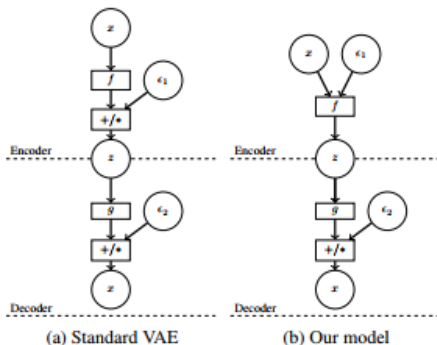 x
x
ϵ₁
f
ϵ₁
+/*
f
Encoder
z
Encoder
z
g
ϵ₂
g
ϵ₂
+/*
+/*
x
x
Decoder
Decoder
(a) Standard VAE
(b) Our model